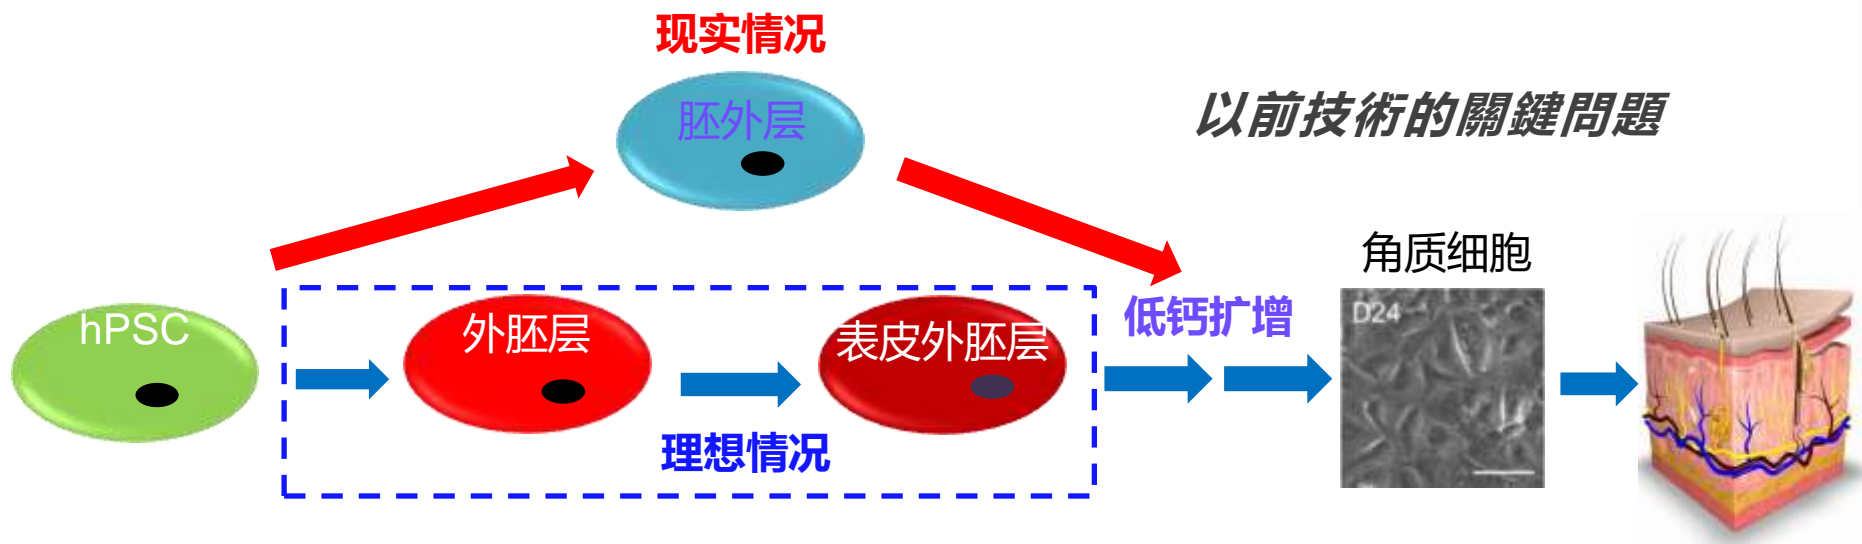 现实情况
胚外层
以前技術的關鍵問題
角质细胞
hPSC
外胚层
表皮外胚层
低钙扩增
D24
理想情况